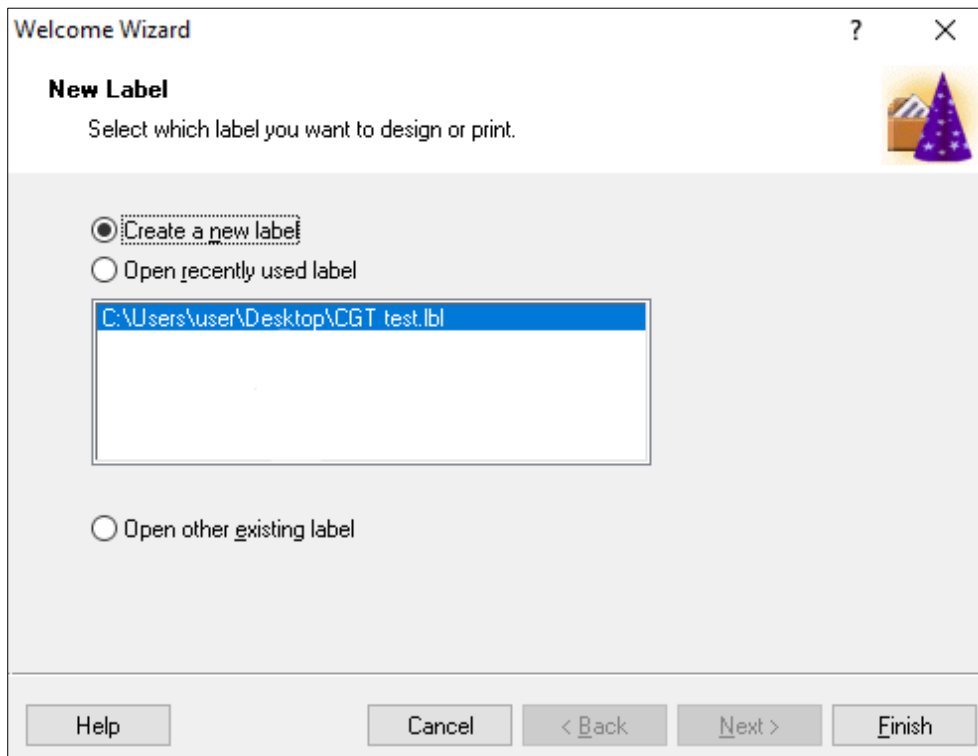 Welcome Wizard ?
New Label
Select which label you want to design or print.
Create a new label
Open recently used label
C:\Users\user\Desktop\CGT test.lbl
Open other existing label
Help Cancel < Back Next > Finish